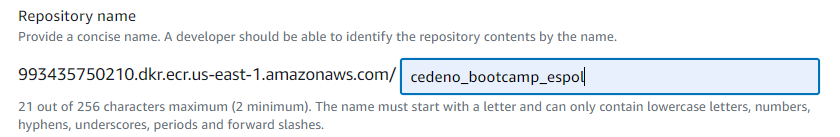 Repository name
Provide a concise name. A developer should be able to identify the repository contents by the name.
993435750210.dkr.ecr.us-east-1.amazonaws.com/ cedeno_bootcamp_espol
21 out of 256 characters maximum (2 minimum). The name must start with a letter and can only contain lowercase letters, numbers,
hyphens, underscores, periods and forward slashes.